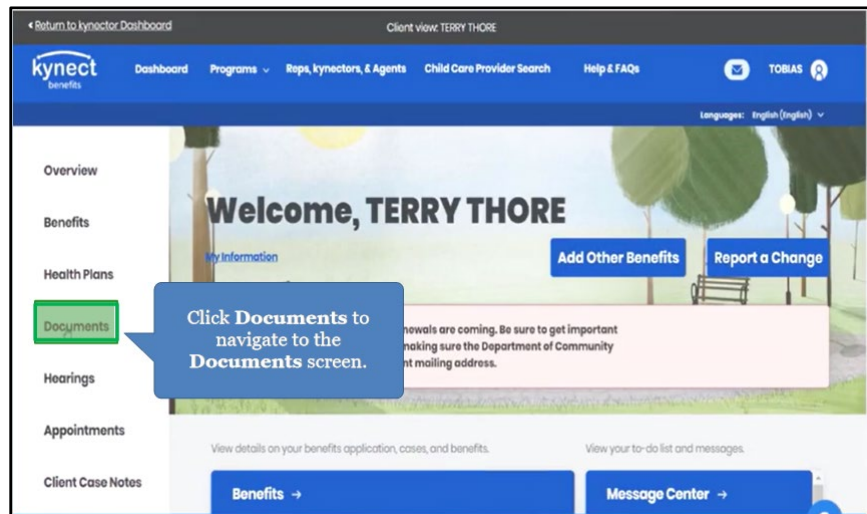 Return to kynector Dashboard
Client view: TERRY THORE
kynect
benefits
Dashboard
Programs
Reps, kynectors, & Agents
Child Care Provider Search
Help & FAQs
TOBIAS
Languages: English (English)
Overview
Benefits
Health Plans
Documents
Hearings
Appointments
Client Case Notes
Welcome, TERRY THORE
My Information
Add Other Benefits
Report a Change
Click Documents to
navigate to the
Documents screen.
are coming. Be sure to get important
making sure the Department of Community
mailing address.
View details on your benefits application, cases, and benefits.
View your to-do list and messages.
Benefits →
Message Center →